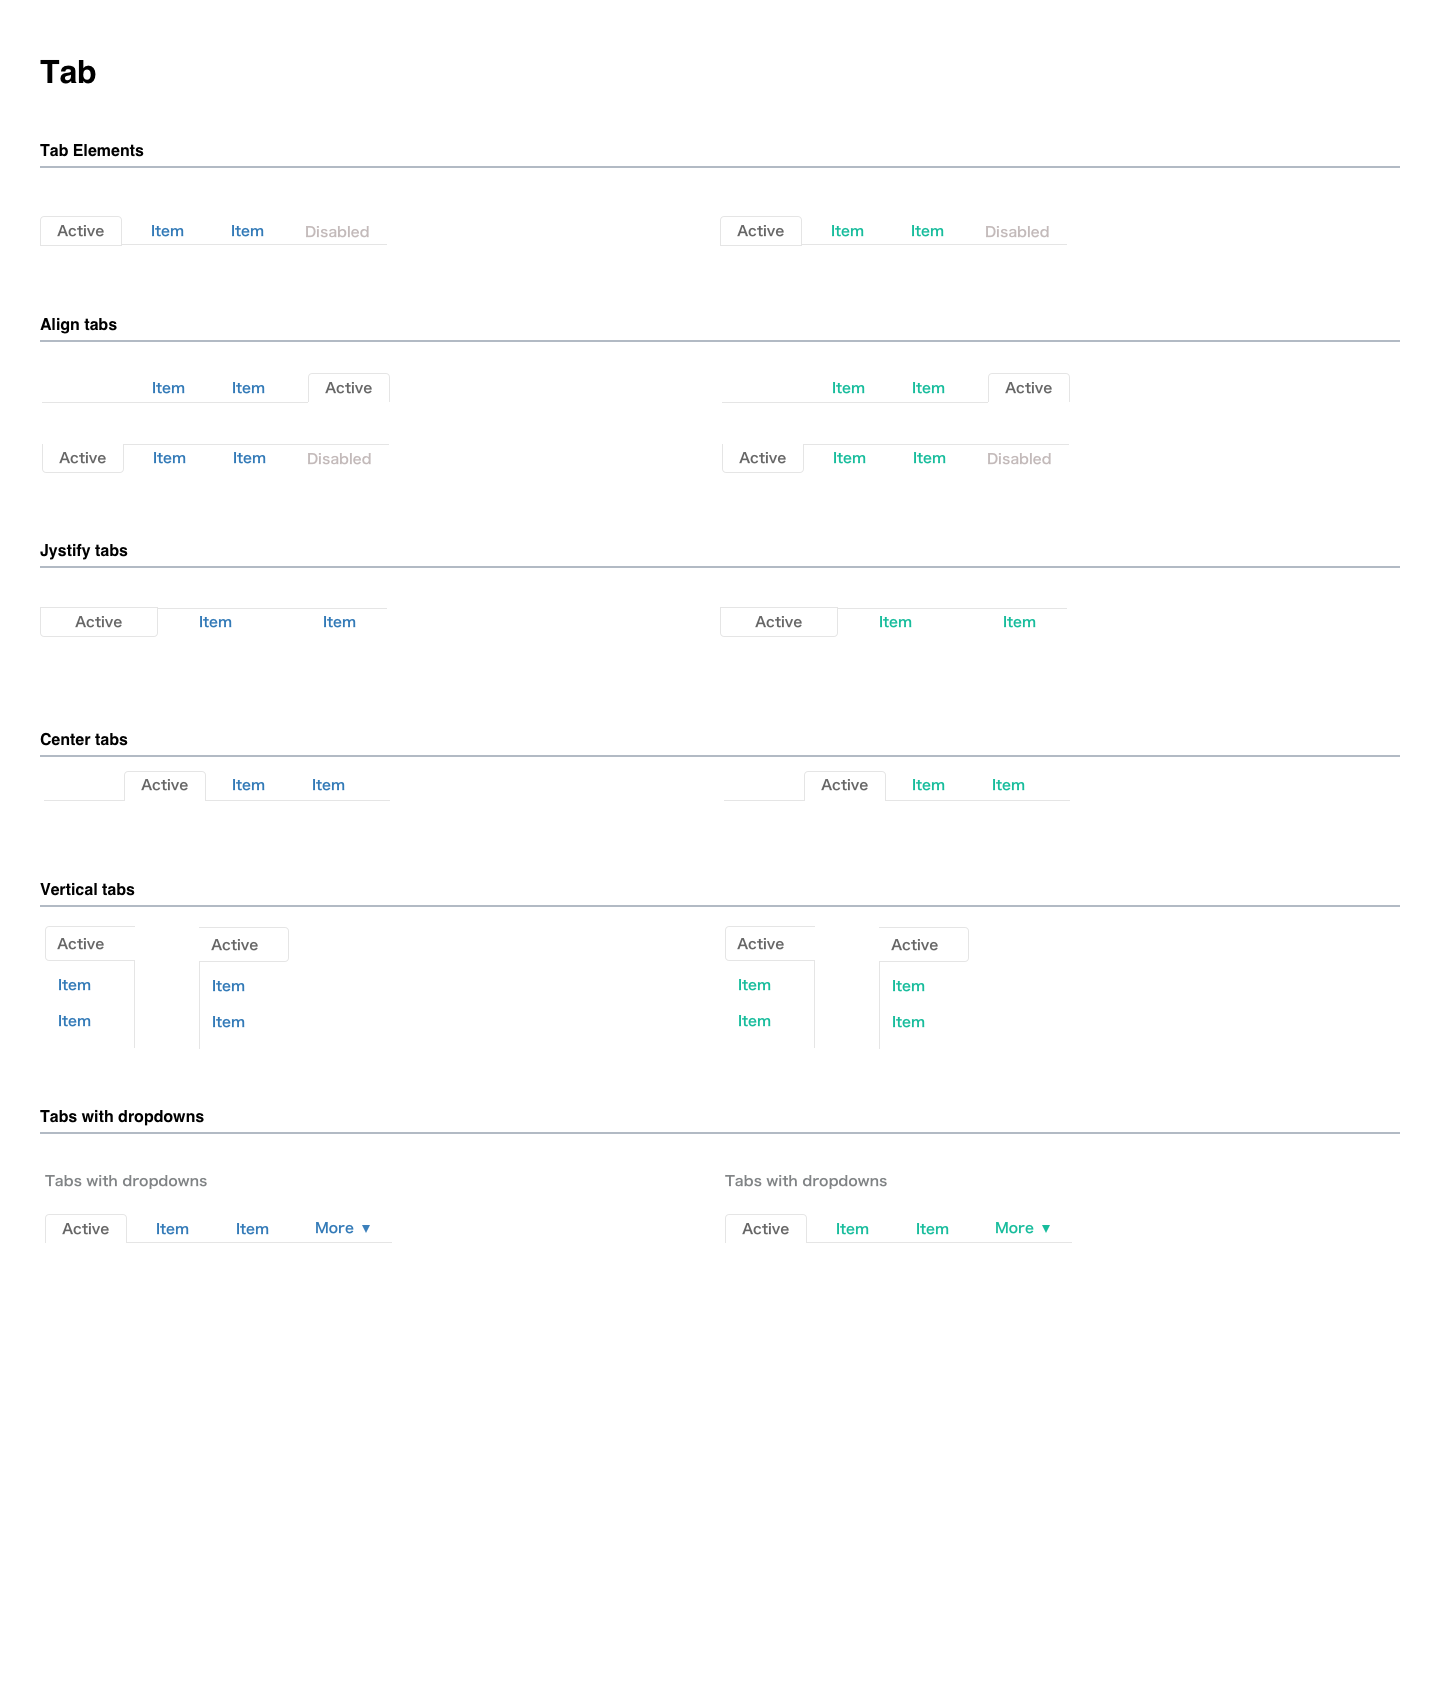 Tab
Tab Elements
Active Item Item Disabled Active Item Item Disabled
Align tabs
Item Item Active Item Item Active
Active Item Item Disabled Active Item Item Disabled
Jystify tabs
Active Item Item Active Item Item
Center tabs
Active Item Item Active Item Item
Vertical tabs
Active Active Active Active
Item Item Item Item
Item Item Item Item
Tabs with dropdowns
Tabs with dropdowns Tabs with dropdowns
Active Item Item More ▼ Active Item Item More ▼